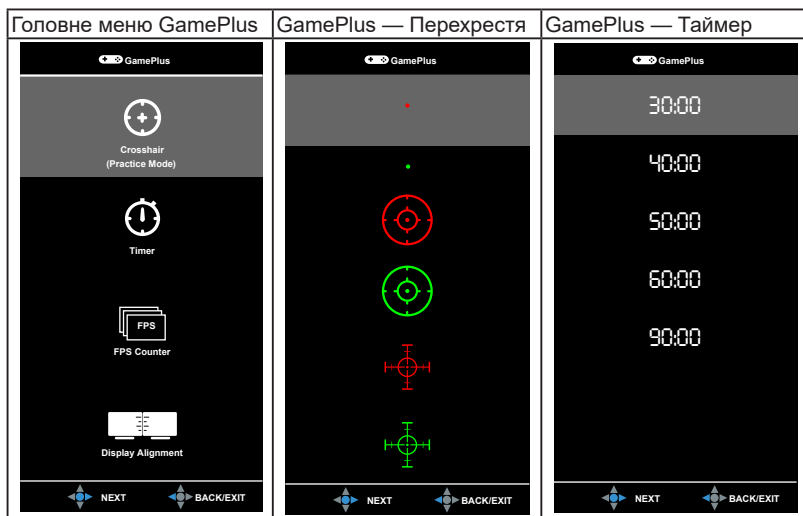 Головне меню GamePlus
GamePlus
Crosshair
(Practice Mode)
Timer
FPS
FPS Counter
Display Alignment
NEXT BACK/EXIT
GamePlus — Перехрестя
GamePlus
NEXT BACK/EXIT
GamePlus — Таймер
GamePlus
30:00
40:00
50:00
60:00
90:00
NEXT BACK/EXIT